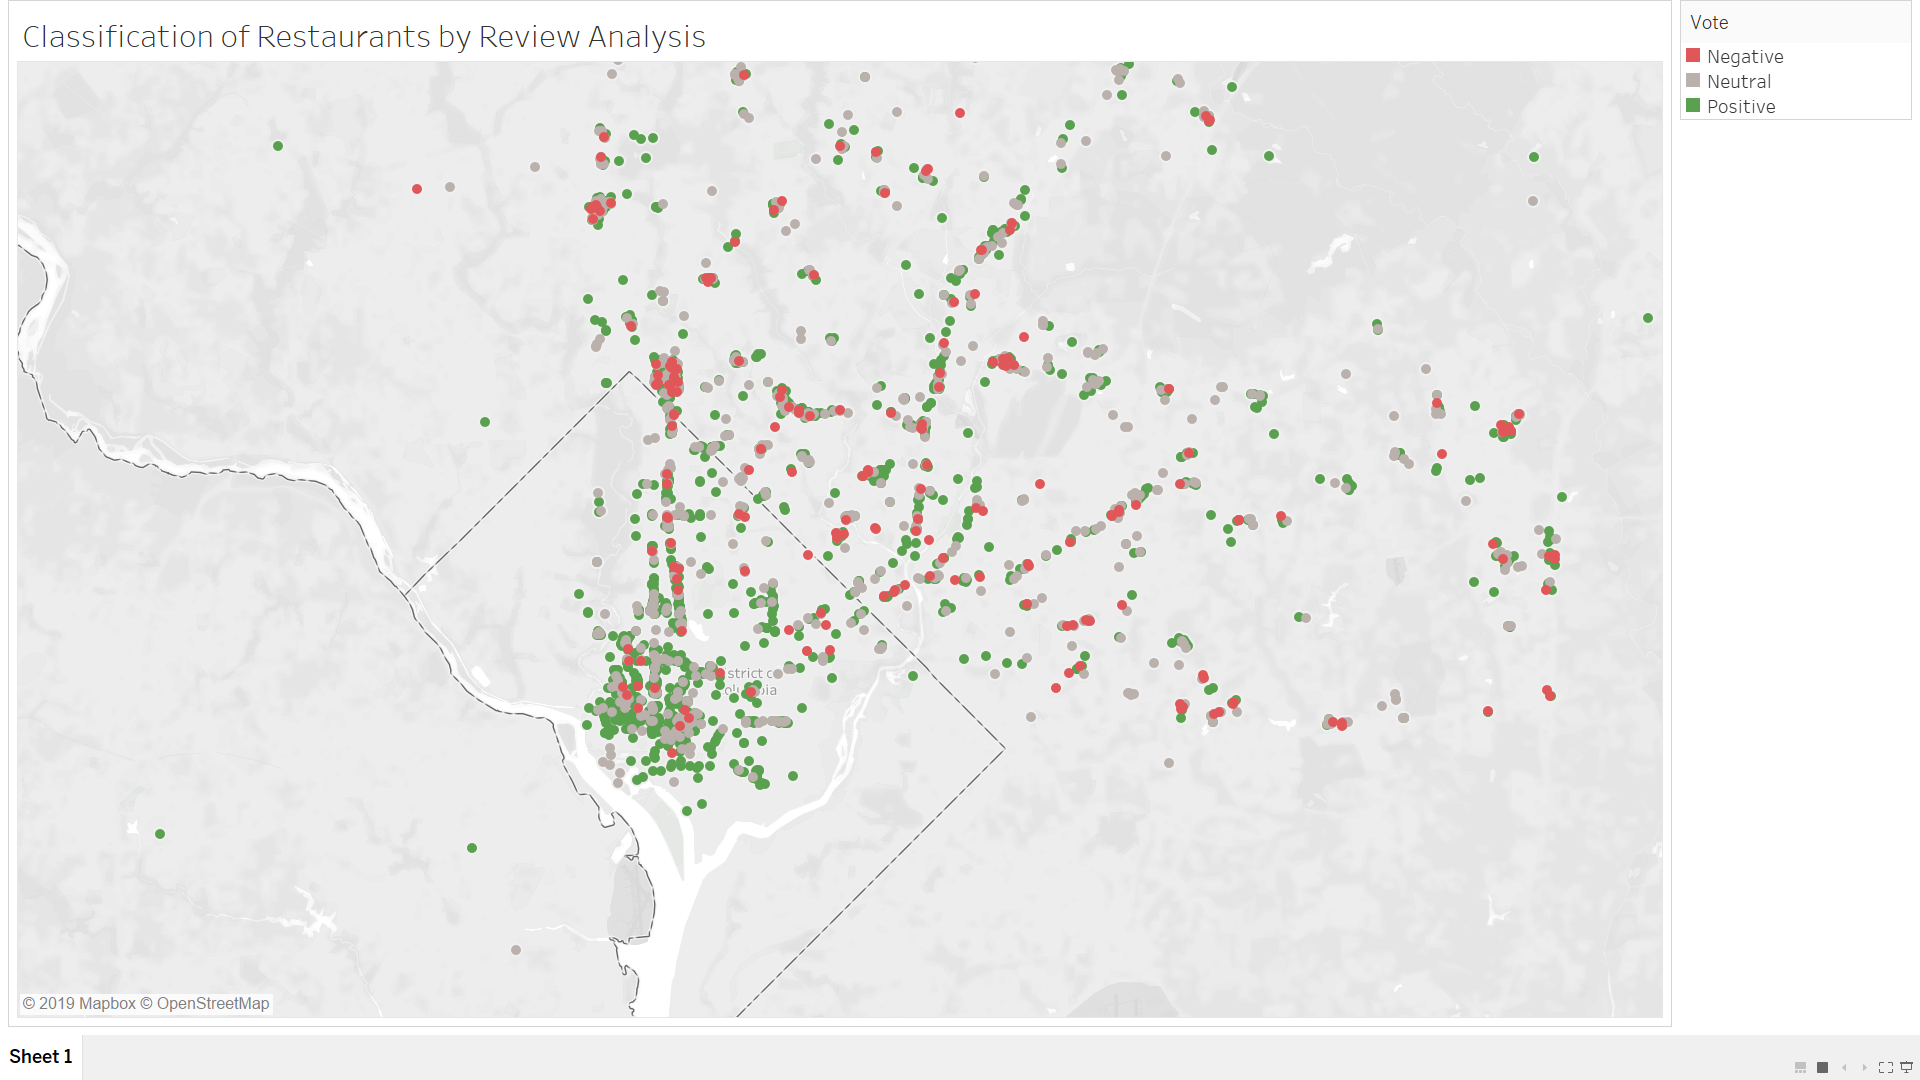 Classification of Restaurants by Review Analysis
Vote
Negative
Neutral
Positive
© 2019 Mapbox © OpenStreetMap
Sheet 1